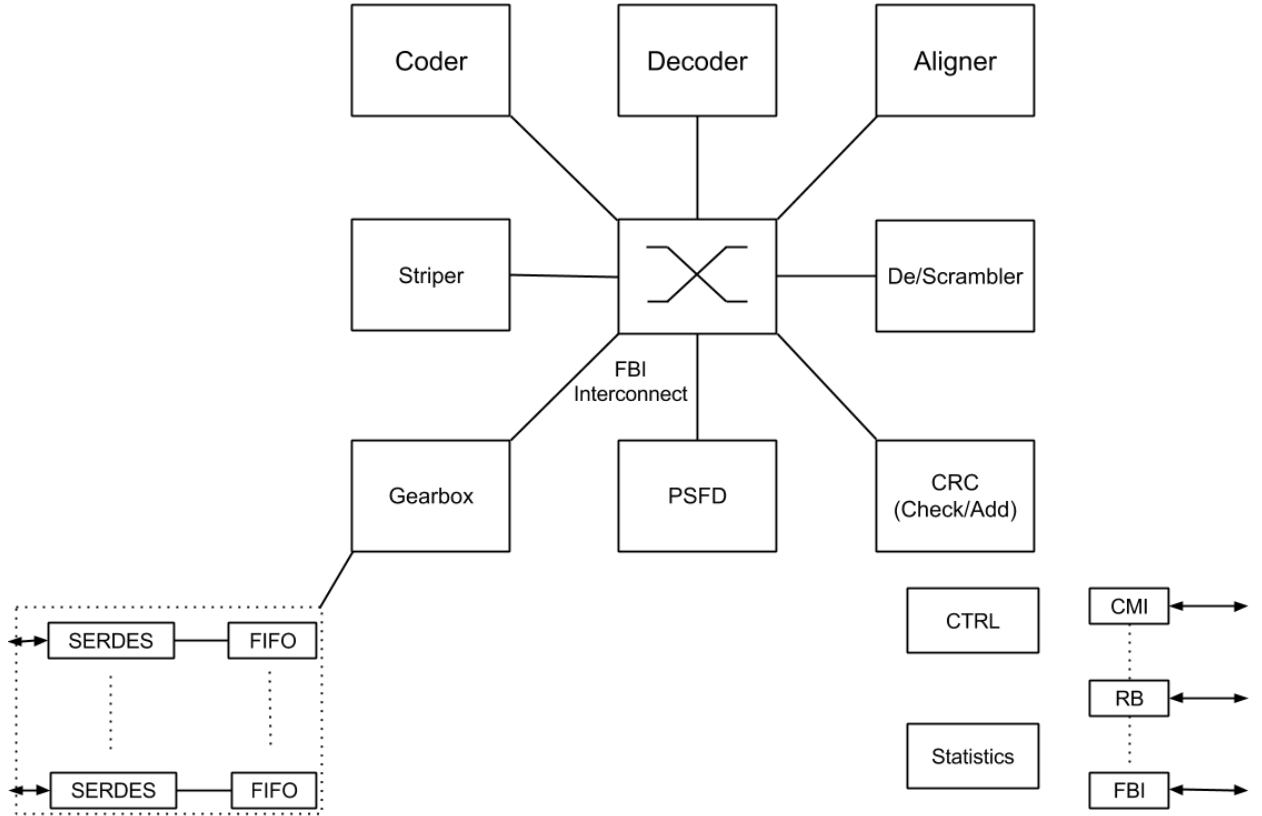 Coder
Decoder
Aligner
Striper
De/Scrambler
FBI
Interconnect
Gearbox
PSFD
CRC
(Check/Add)
SERDES
FIFO
SERDES
FIFO
CTRL
Statistics
CMI
RB
FBI